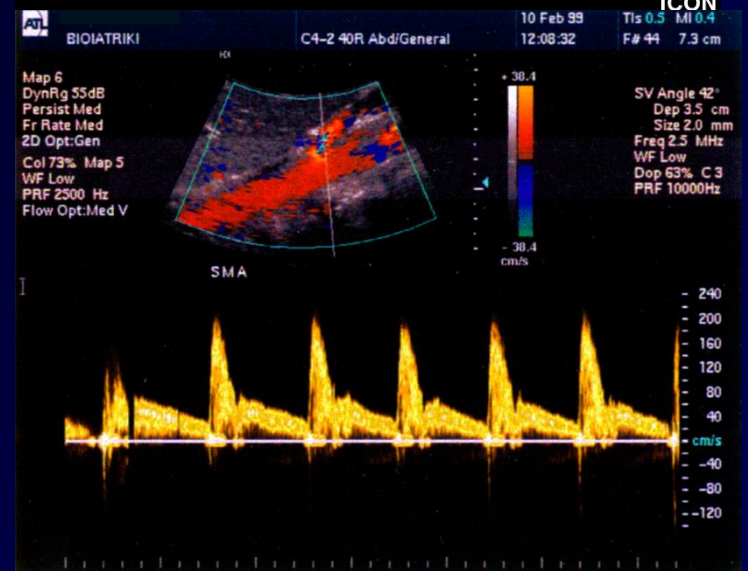 ICON
ATL
BIOIATRIKI
C4-2 40R Abd/General
10 Feb 99
12:08:32
TIs 0.5 MI 0.4
F# 44 7.3 cm
Map 6
DynRg 55dB
Persist Med
Fr Rate Med
2D Opt:Gen
Col 73% Map 5
WF Low
PRF 2500 Hz
Flow Opt:Med V
+ 38.4
- 38.4
cm/s
SV Angle 42°
Dep 3.5 cm
Size 2.0 mm
Freq 2.5 MHz
WF Low
Dop 63% C 3
PRF 10000Hz
SMA
240
200
160
120
80
40
cm/s
-40
-80
-120